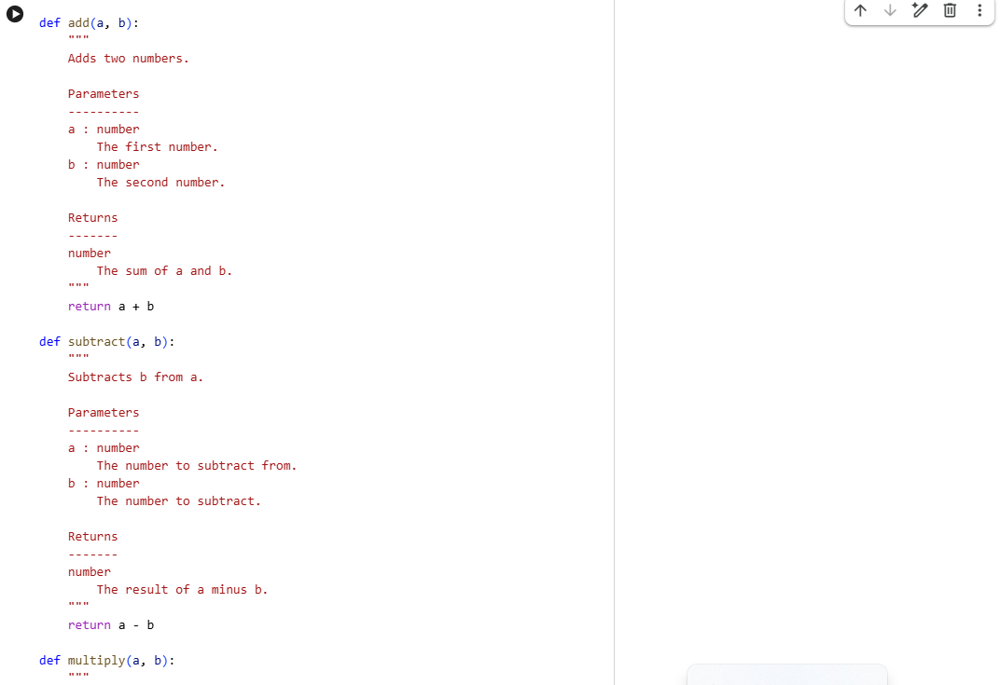 def add(a, b):
    """
    Adds two numbers.

    Parameters
    ----------
    a : number
        The first number.
    b : number
        The second number.

    Returns
    -------
    number
        The sum of a and b.
    """
    return a + b

def subtract(a, b):
    """
    Subtracts b from a.

    Parameters
    ----------
    a : number
        The number to subtract from.
    b : number
        The number to subtract.

    Returns
    -------
    number
        The result of a minus b.
    """
    return a - b

def multiply(a, b):
    """